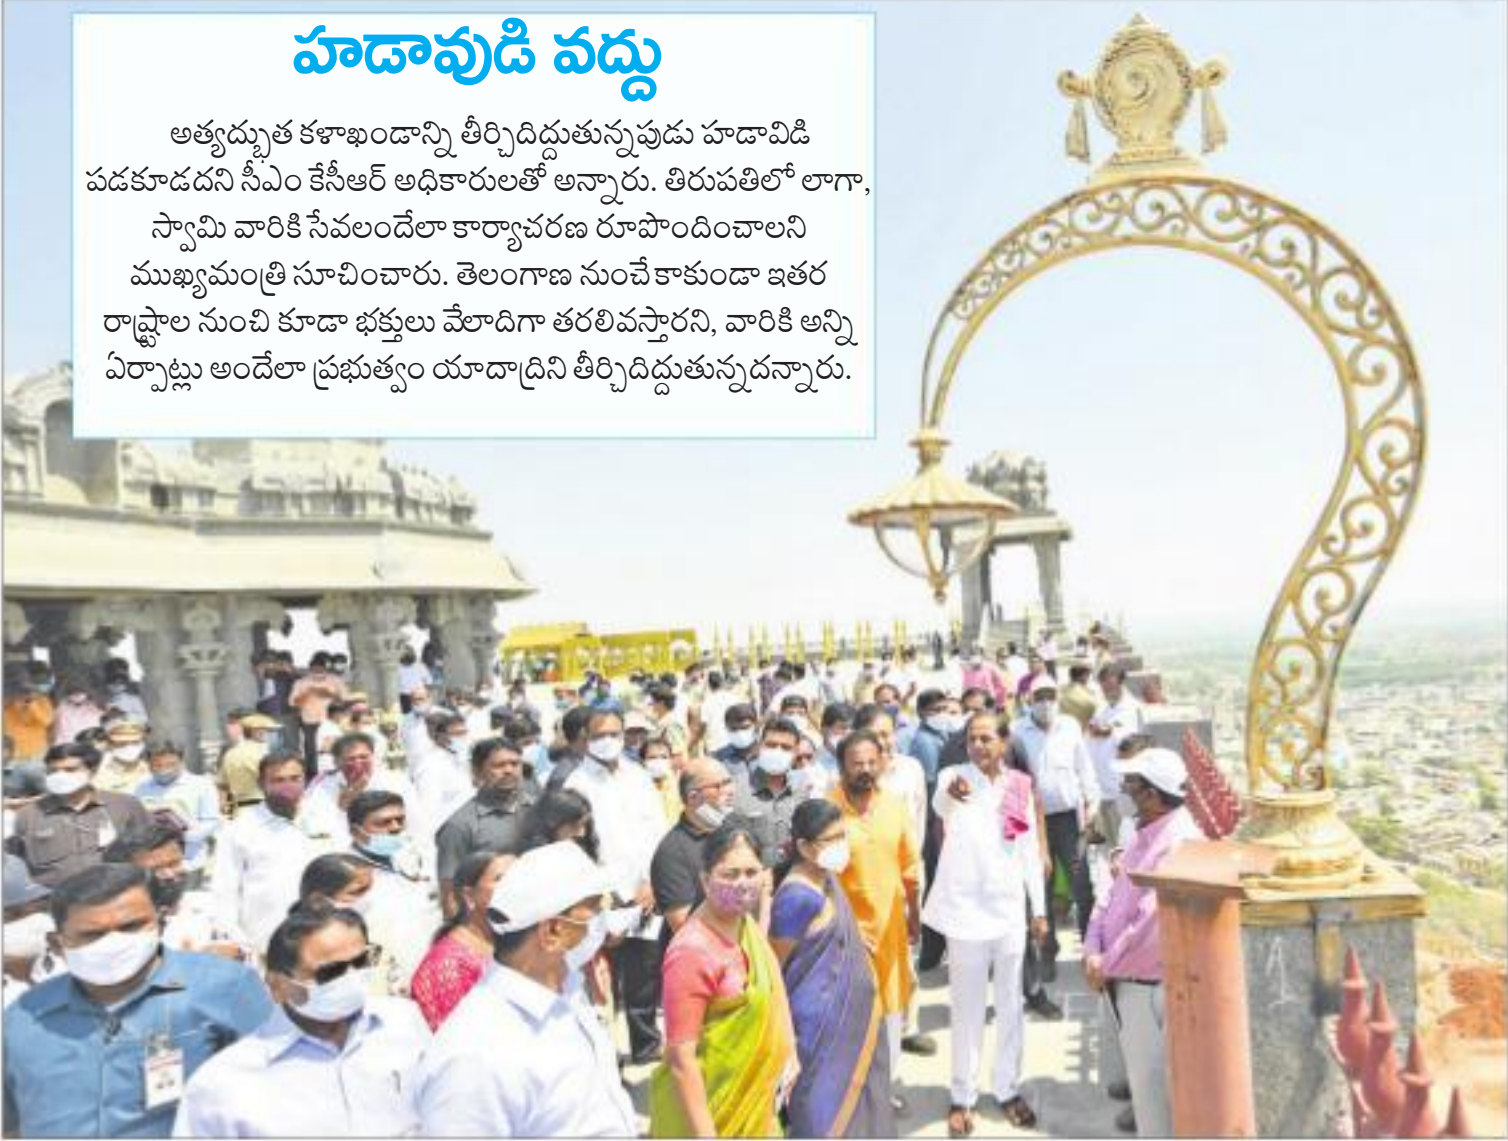 హడావుడి వద్దు
అత్యద్భుత కళాఖండాన్ని తీర్చిదిద్దుతున్నపుడు హడావిడి
పడకూడదని సీఎం కేసీఆర్ అధికారులతో అన్నారు. తిరుపతిలో లాగా,
స్వామి వారికి సేవలందేలా కార్యాచరణ రూపొందించాలని
ముఖ్యమంత్రి సూచించారు. తెలంగాణ నుంచే కాకుండా ఇతర
రాష్ట్రాల నుంచి కూడా భక్తులు వేలాదిగా తరలివస్తారని, వారికి అన్ని
ఏర్పాట్లు అందేలా ప్రభుత్వం యాదాద్రిని తీర్చిదిద్దుతున్నదన్నారు.